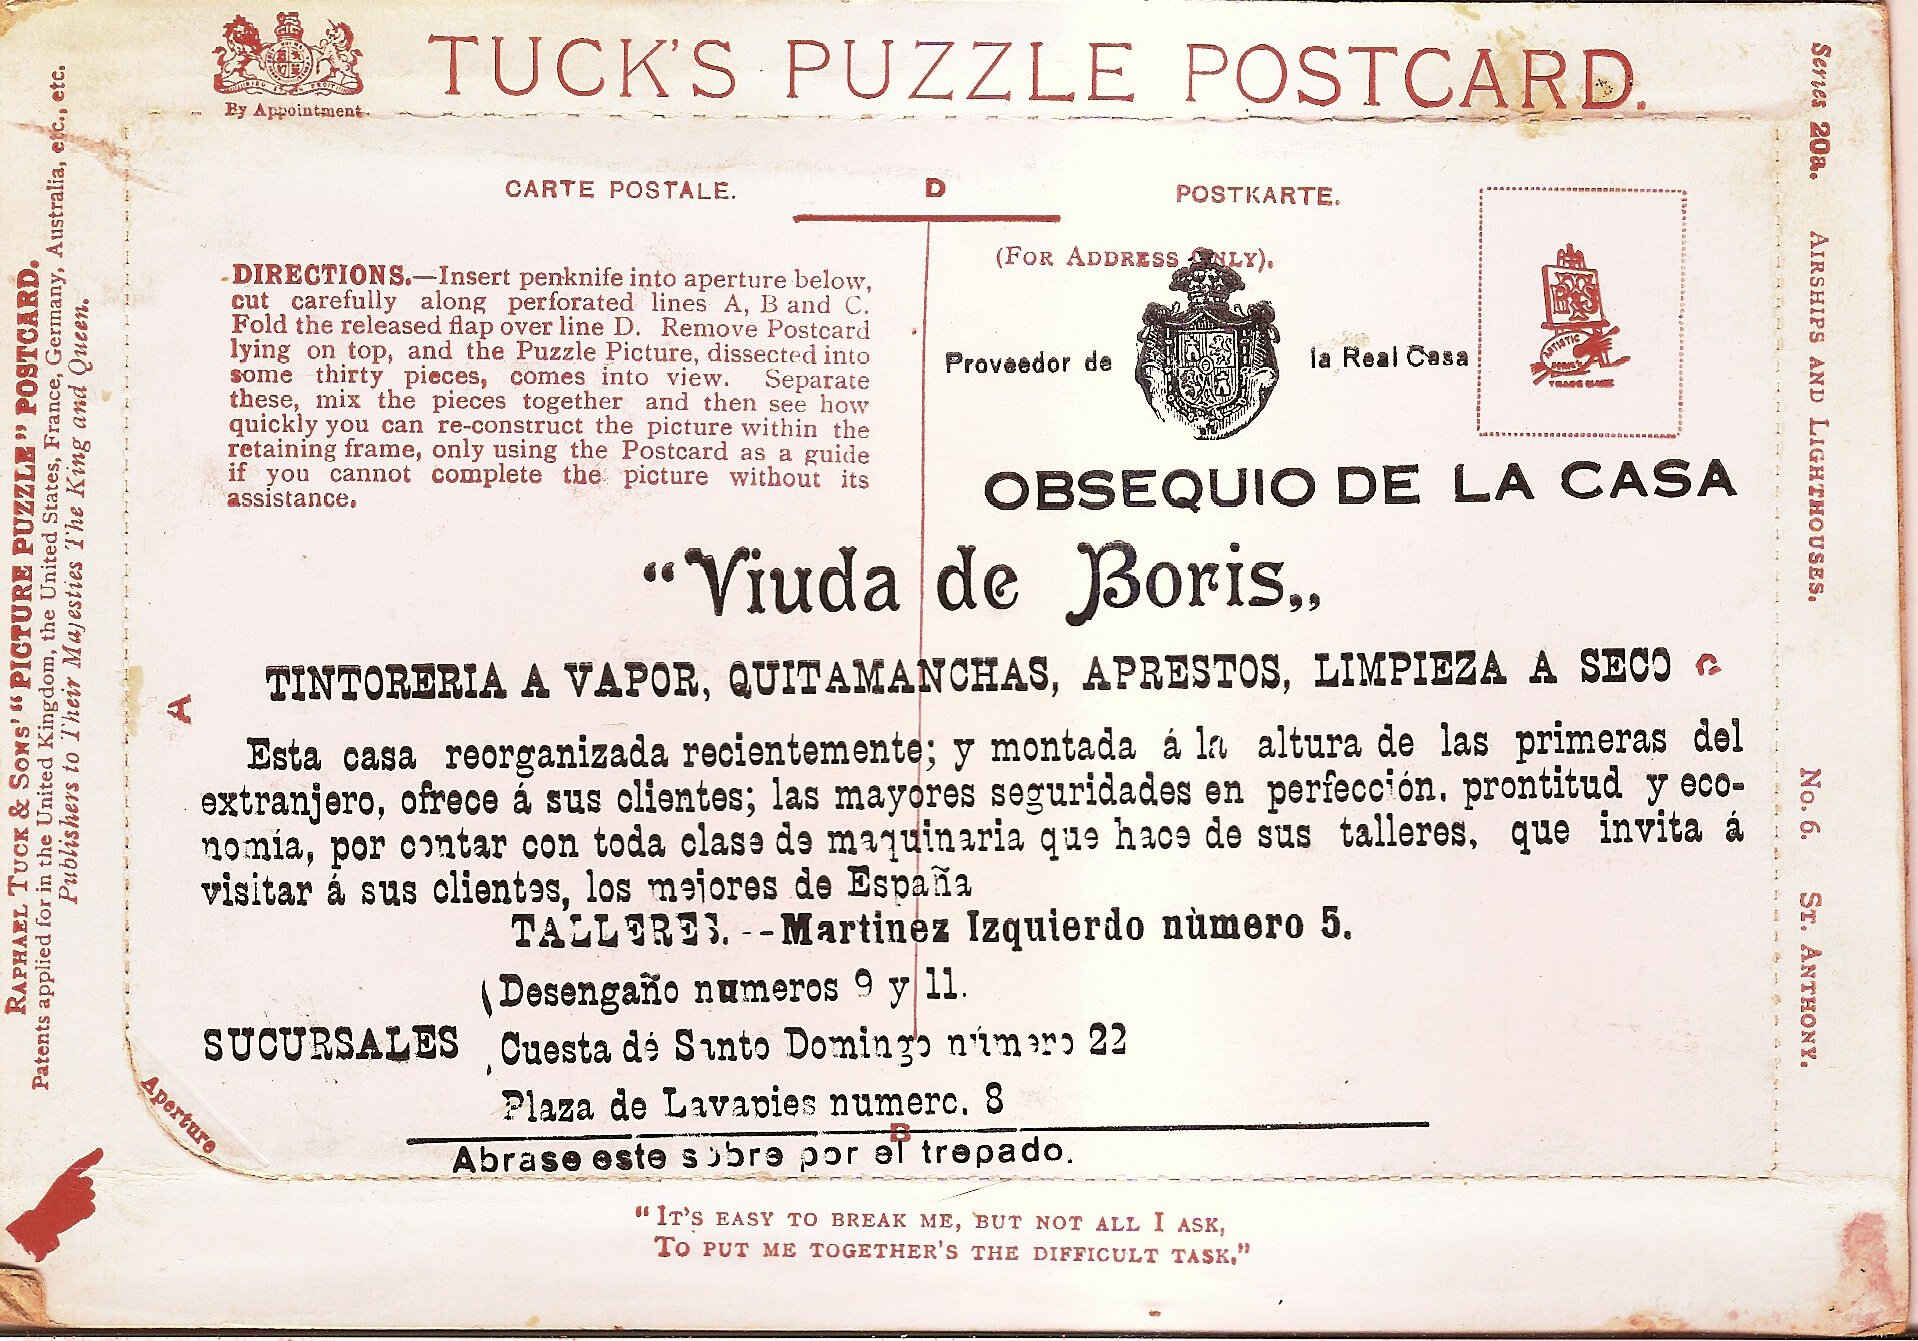 TUCK'S PUZZLE POSTCARD.
By Appointment.
CARTE POSTALE.
D
POSTKARTE.
(FOR ADDRESS ONLY).
DIRECTIONS.—Insert penknife into aperture below,
cut carefully along perforated lines A, B and C.
Fold the released flap over line D. Remove Postcard
lying on top, and the Puzzle Picture, dissected into
some thirty pieces, comes into view. Separate
these, mix the pieces together and then see how
quickly you can re-construct the picture within the
retaining frame, only using the Postcard as a guide
if you cannot complete the picture without its
assistance.
Proveedor de la Real Casa
ARTISTIC
TRADE MARK
OBSEQUIO DE LA CASA
"Viuda de Boris„
TINTORERIA A VAPOR, QUITAMANCHAS, APRESTOS, LIMPIEZA A SECO
C
A
Esta casa reorganizada recientemente; y montada á la altura de las primeras del
extranjero, ofrece á sus clientes; las mayores seguridades en perfección. prontitud y eco-
nomía, por contar con toda clase de maquinaria que hace de sus talleres, que invita á
visitar á sus clientes, los mejores de España
TALLERES.--Martinez Izquierdo nùmero 5.
Desengaño numeros 9 y 11.
SUCURSALES Cuesta dé Santo Domingo número 22
Plaza de Lavapies numero. 8
B
Abrase este sobre por el trepado.
Aperture
"IT'S EASY TO BREAK ME, BUT NOT ALL I ASK,
TO PUT ME TOGETHER'S THE DIFFICULT TASK."
RAPHAEL TUCK & SONS' "PICTURE PUZZLE" POSTCARD.
Patents applied for in the United Kingdom, the United States, France, Germany, Australia, etc., etc.
Publishers to Their Majesties The King and Queen.
Series 20a. AIRSHIPS AND LIGHTHOUSES. No. 6. ST. ANTHONY.